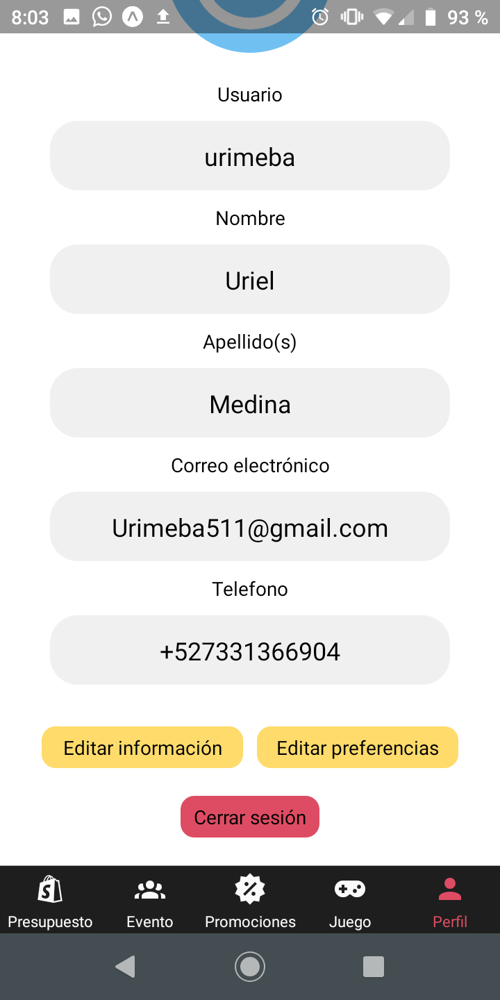 8:03 93 %
Usuario
urimeba
Nombre
Uriel
Apellido(s)
Medina
Correo electrónico
Urimeba511@gmail.com
Telefono
+527331366904
Editar información Editar preferencias
Cerrar sesión
Presupuesto Evento Promociones Juego Perfil